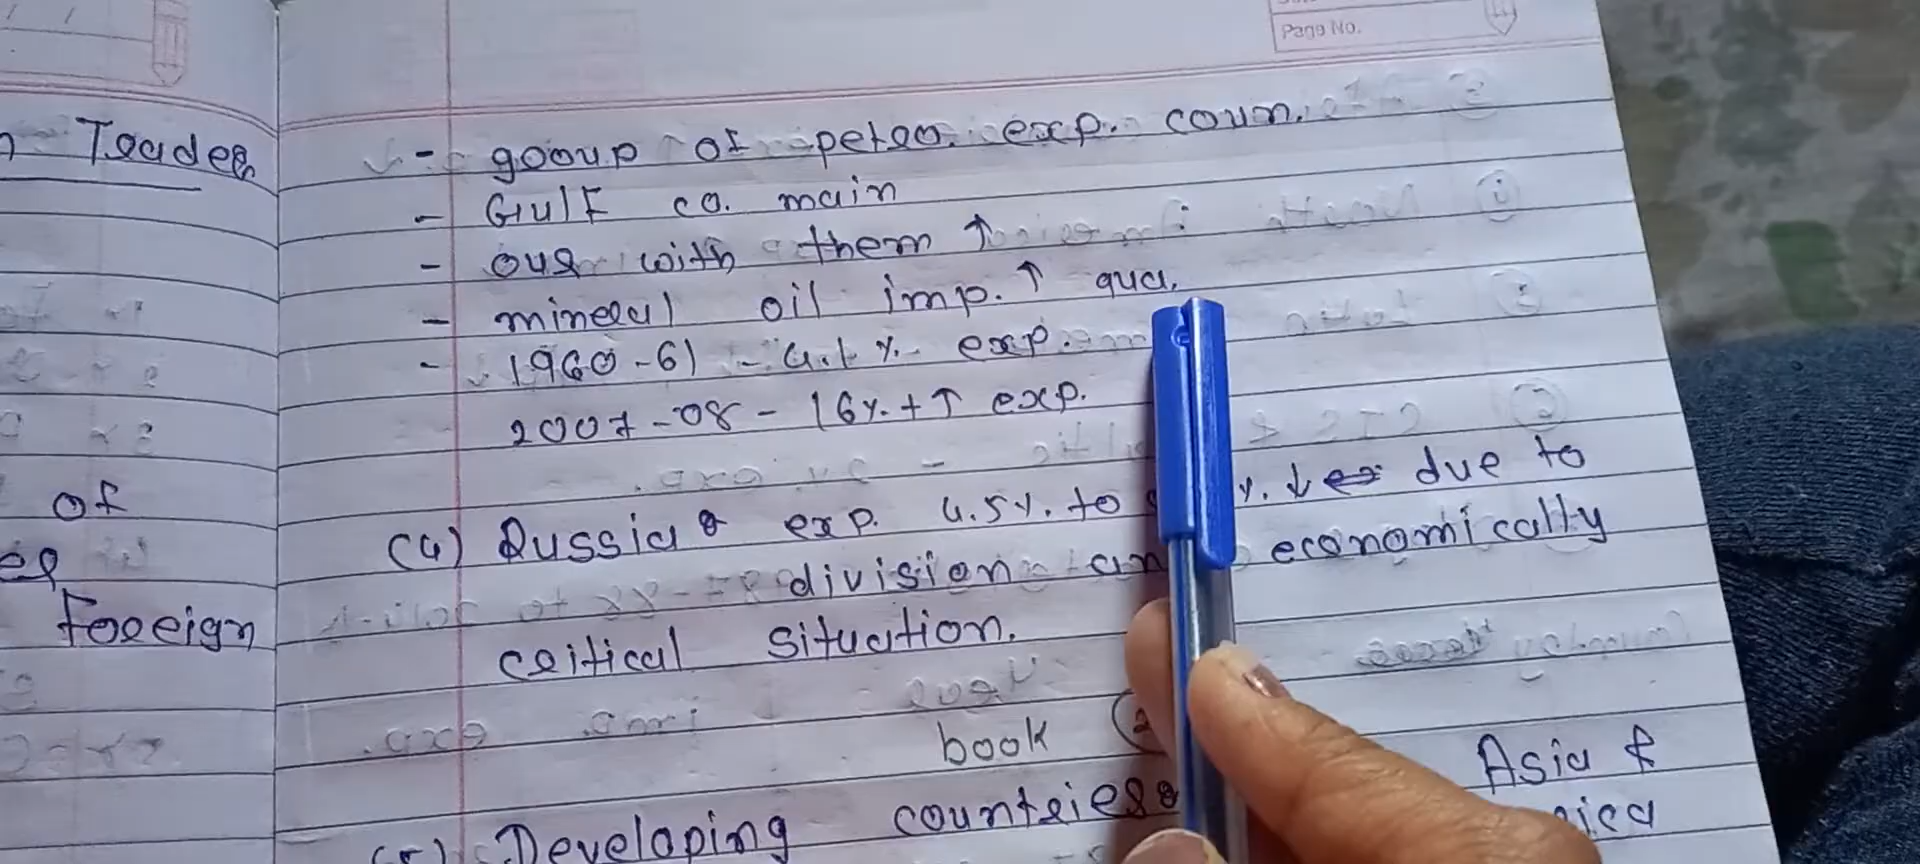 Page No.
Trades
of
Foreign
- group of petro. exp. coun.
- Gulf co. main
- our with them ↑
- mineral oil imp. ↑ qua.
- 1960-61 - 4.1 %. exp.
2007-08 - 16%. + ↑ exp.
(4) Russia exp. 4.5%. to %. ↓ due to
division economically
critical situation.
book
Asia &
(5) Developing countries